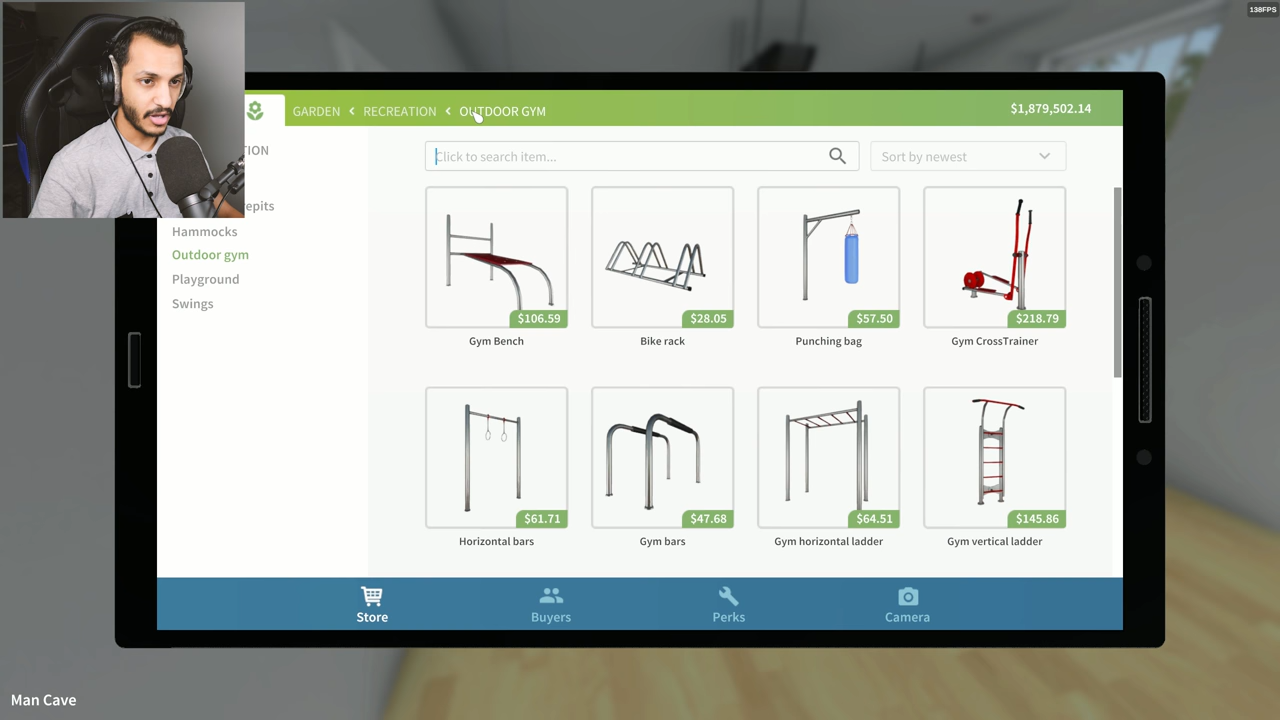 138FPS
GARDEN < RECREATION < OUTDOOR GYM
$1,879,502.14
TION
epits
Hammocks
Outdoor gym
Playground
Swings
Click to search item...
Sort by newest
$106.59
$28.05
$57.50
$218.79
Gym Bench
Bike rack
Punching bag
Gym CrossTrainer
$61.71
$47.68
$64.51
$145.86
Horizontal bars
Gym bars
Gym horizontal ladder
Gym vertical ladder
Store
Buyers
Perks
Camera
Man Cave